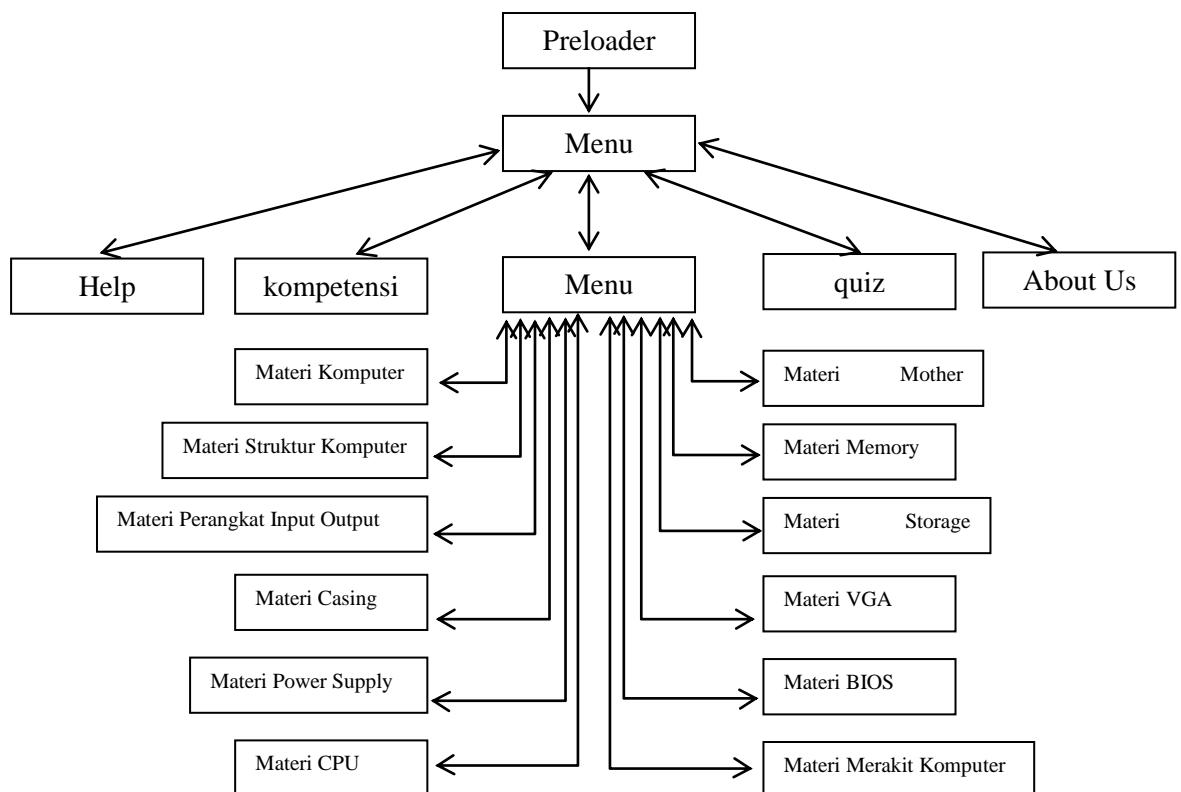 Preloader
Menu
Help
kompetensi
Menu
quiz
About Us
Materi Komputer
Materi Mother
Materi Struktur Komputer
Materi Memory
Materi Perangkat Input Output
Materi Storage
Materi Casing
Materi VGA
Materi Power Supply
Materi BIOS
Materi CPU
Materi Merakit Komputer